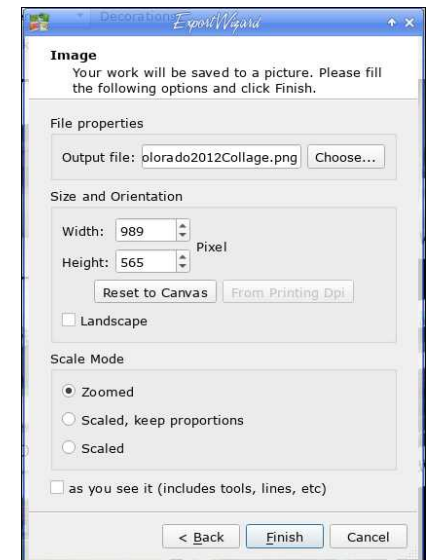 Decorations
Export Wizard
Image
Your work will be saved to a picture. Please fill
the following options and click Finish.
File properties
Output file: olorado2012Collage.png Choose...
Size and Orientation
Width: 989
Pixel
Height: 565
Reset to Canvas From Printing Dpi
Landscape
Scale Mode
Zoomed
Scaled, keep proportions
Scaled
as you see it (includes tools, lines, etc)
< Back Finish Cancel